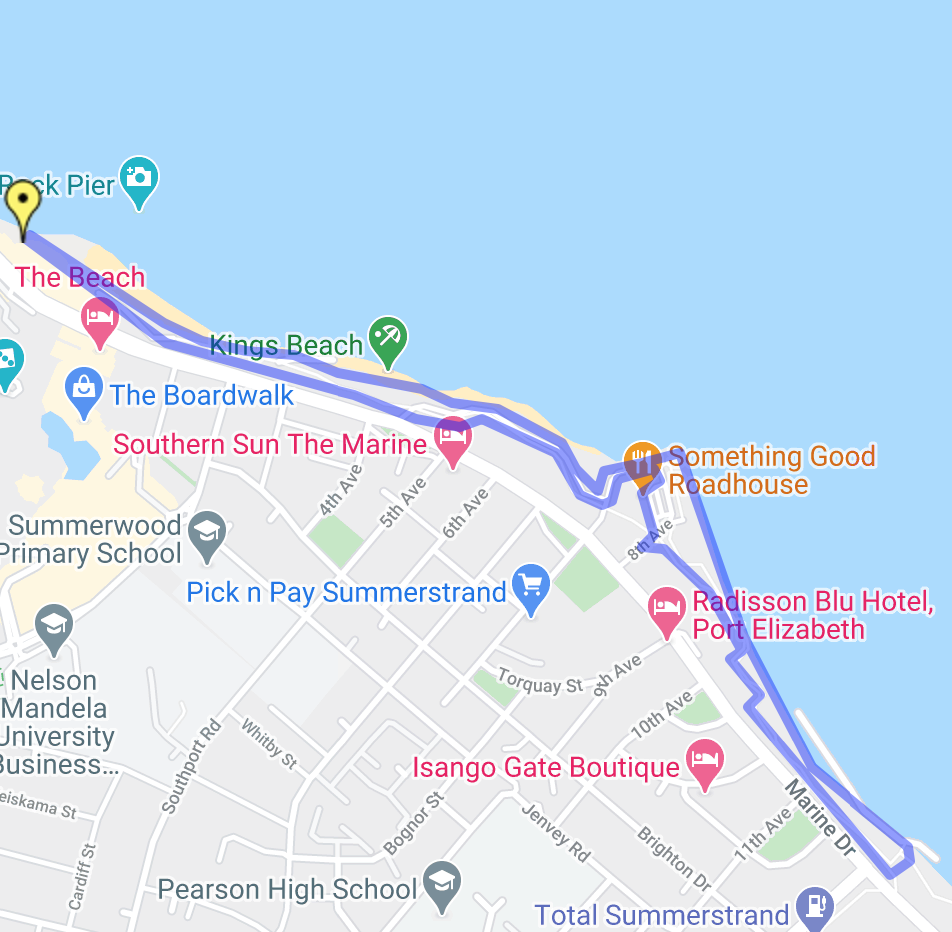 Rock Pier
The Beach
Kings Beach
The Boardwalk
Southern Sun The Marine
Something Good
Roadhouse
4th Ave
5th Ave
6th Ave
Summerwood
Primary School
8th Ave
Pick n Pay Summerstrand
Radisson Blu Hotel,
Port Elizabeth
Nelson
Mandela
University
Business...
Torquay St
9th Ave
10th Ave
Southport Rd
Whitby St
Isango Gate Boutique
eiskama St
Marine Dr
11th Ave
Bognor St
Jenvey Rd
Brighton Dr
Cardiff St
Pearson High School
Total Summerstrand